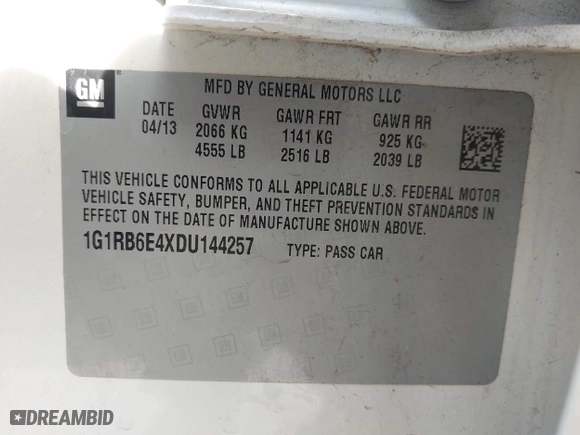 GM
MFD BY GENERAL MOTORS LLC
DATE GVWR GAWR FRT GAWR RR
04/13 2066 KG 1141 KG 925 KG
4555 LB 2516 LB 2039 LB
THIS VEHICLE CONFORMS TO ALL APPLICABLE U.S. FEDERAL MOTOR
VEHICLE SAFETY, BUMPER, AND THEFT PREVENTION STANDARDS IN
EFFECT ON THE DATE OF MANUFACTURE SHOWN ABOVE.
1G1RB6E4XDU144257 TYPE: PASS CAR
DREAMBID